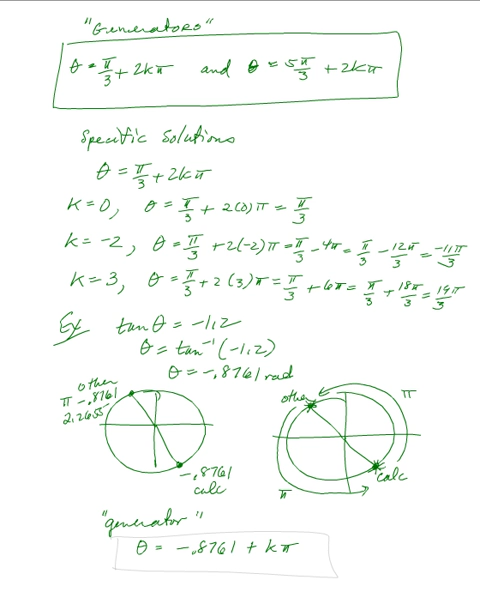 "Generators"
θ = π/3 + 2kπ and θ = 5π/3 + 2kπ
Specific Solutions
θ = π/3 + 2kπ
K=0, θ = π/3 + 2(0)π = π/3
K=-2, θ = π/3 + 2(-2)π = π/3 - 4π = π/3 - 12π/3 = -11π/3
K=3, θ = π/3 + 2(3)π = π/3 + 6π = π/3 + 18π/3 = 19π/3
Ex tanθ = -1.2
θ = tan⁻¹(-1.2)
θ = -.8761 rad
other
π - .8761
2.2655
-.8761
calc
other
π
calc
π
"generator"
θ = -.8761 + kπ